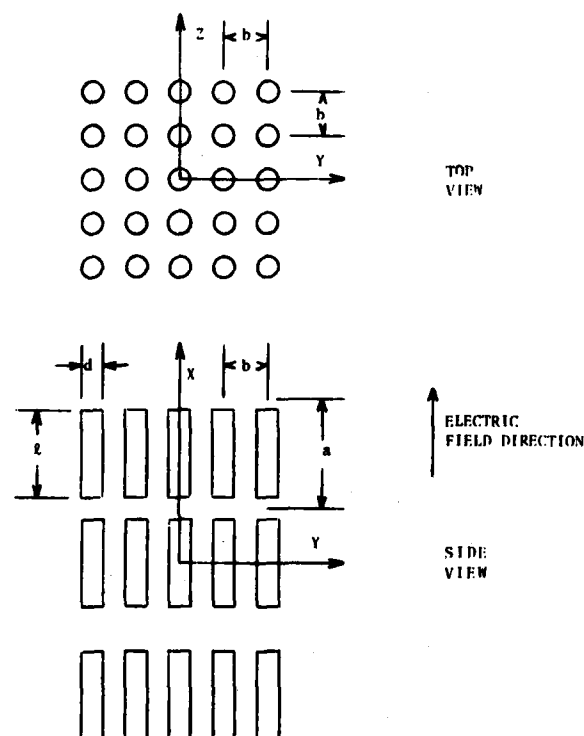 Z
b
b
Y
TOP
VIEW
d
X
b
ℓ
a
ELECTRIC
FIELD DIRECTION
Y
SIDE
VIEW